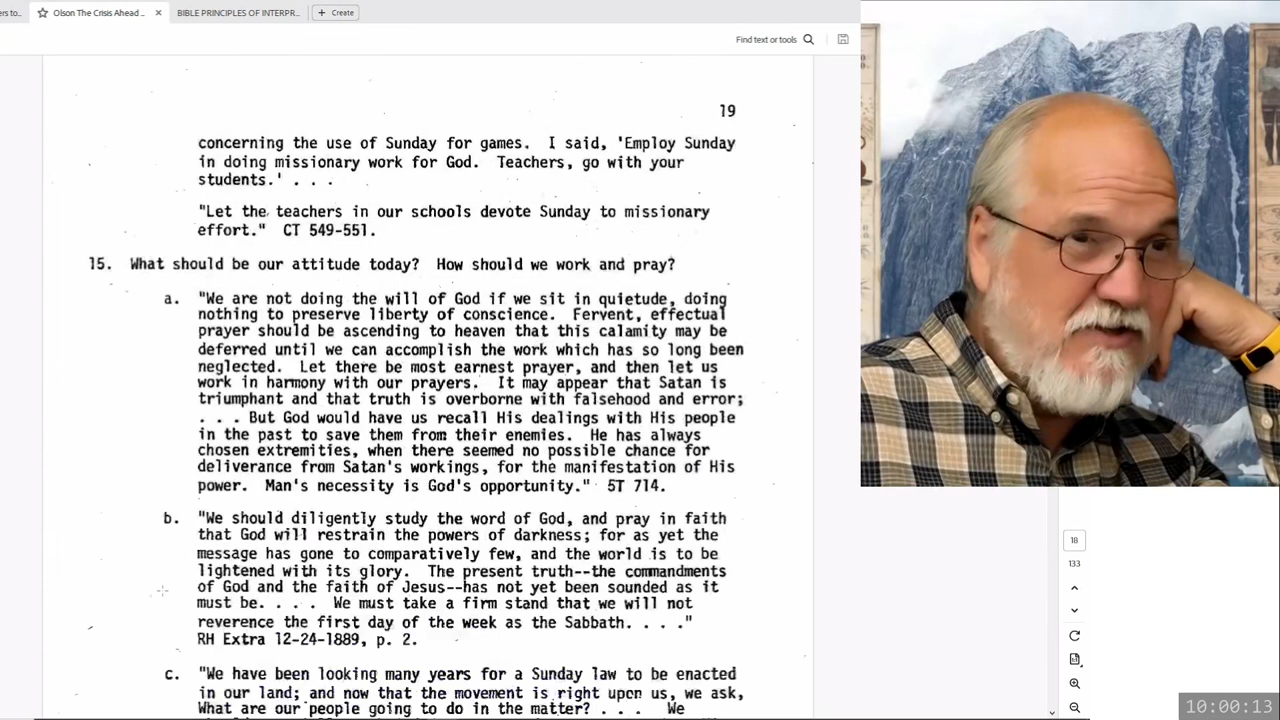 ers to..
Olson The Crisis Ahead ..
BIBLE PRINCIPLES OF INTERPR...
+ Create
Find text or tools
19
concerning the use of Sunday for games. I said, 'Employ Sunday
in doing missionary work for God. Teachers, go with your
students.' . . .
"Let the teachers in our schools devote Sunday to missionary
effort." CT 549-551.
15. What should be our attitude today? How should we work and pray?
a. "We are not doing the will of God if we sit in quietude, doing
nothing to preserve liberty of conscience. Fervent, effectual
prayer should be ascending to heaven that this calamity may be
deferred until we can accomplish the work which has so long been
neglected. Let there be most earnest prayer, and then let us
work in harmony with our prayers. It may appear that Satan is
triumphant and that truth is overborne with falsehood and error;
. . . But God would have us recall His dealings with His people
in the past to save them from their enemies. He has always
chosen extremities, when there seemed no possible chance for
deliverance from Satan's workings, for the manifestation of His
power. Man's necessity is God's opportunity." 5T 714.
b. "We should diligently study the word of God, and pray in faith
that God will restrain the powers of darkness; for as yet the
message has gone to comparatively few, and the world is to be
lightened with its glory. The present truth--the commandments
of God and the faith of Jesus--has not yet been sounded as it
must be. . . . We must take a firm stand that we will not
reverence the first day of the week as the Sabbath. . . ."
RH Extra 12-24-1889, p. 2.
c. "We have been looking many years for a Sunday law to be enacted
in our land; and now that the movement is right upon us, we ask,
What are our people going to do in the matter? . . . We
18
133
10:00:13